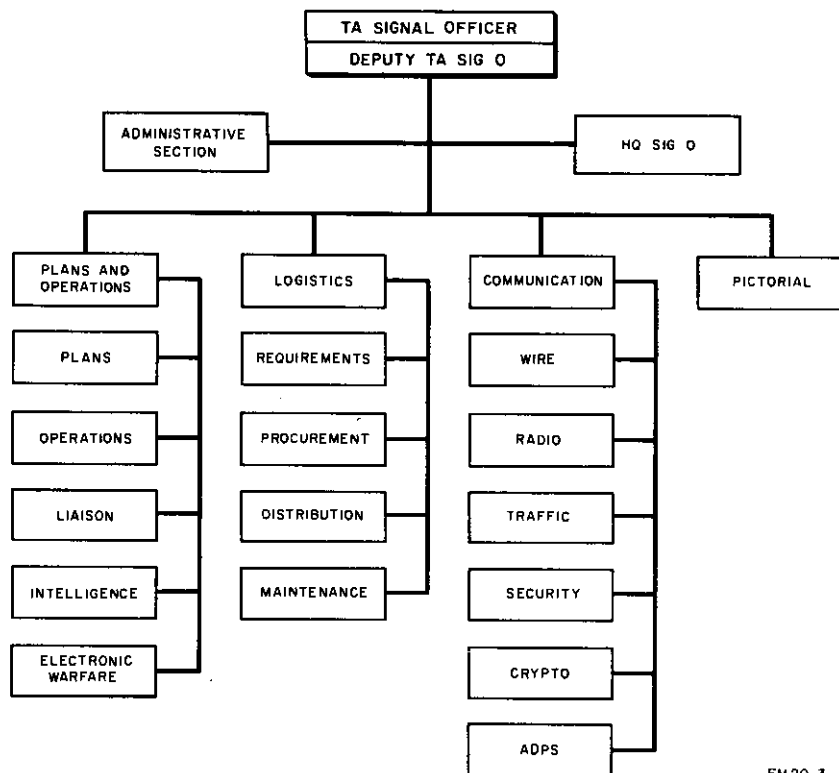 TA SIGNAL OFFICER
DEPUTY TA SIG O
ADMINISTRATIVE
SECTION
HQ SIG O
PLANS AND
OPERATIONS
PLANS
OPERATIONS
LIAISON
INTELLIGENCE
ELECTRONIC
WARFARE
LOGISTICS
REQUIREMENTS
PROCUREMENT
DISTRIBUTION
MAINTENANCE
COMMUNICATION
WIRE
RADIO
TRAFFIC
SECURITY
CRYPTO
ADPS
PICTORIAL